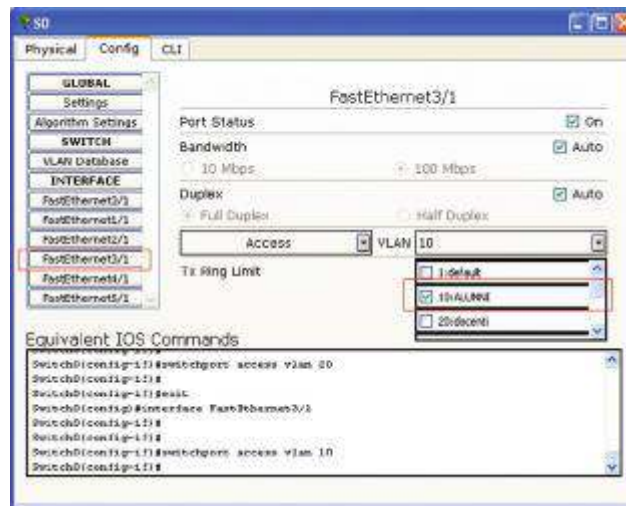 S0
Physical Config CLI
GLOBAL
Settings
Algorithm Settings
SWITCH
VLAN Database
INTERFACE
FastEthernet0/1
FastEthernet1/1
FastEthernet2/1
FastEthernet3/1
FastEthernet4/1
FastEthernet5/1
FastEthernet3/1
Port Status On
Bandwidth Auto
10 Mbps 100 Mbps
Duplex Auto
Full Duplex Half Duplex
Access VLAN 10
Tx Ring Limit
1:default
10:ALUNNI
20:docenti
Equivalent IOS Commands
Switch0(config-if)#
Switch0(config-if)#switchport access vlan 20
Switch0(config-if)#
Switch0(config-if)#exit
Switch0(config)#interface FastEthernet3/1
Switch0(config-if)#
Switch0(config-if)#
Switch0(config-if)#switchport access vlan 10
Switch0(config-if)#